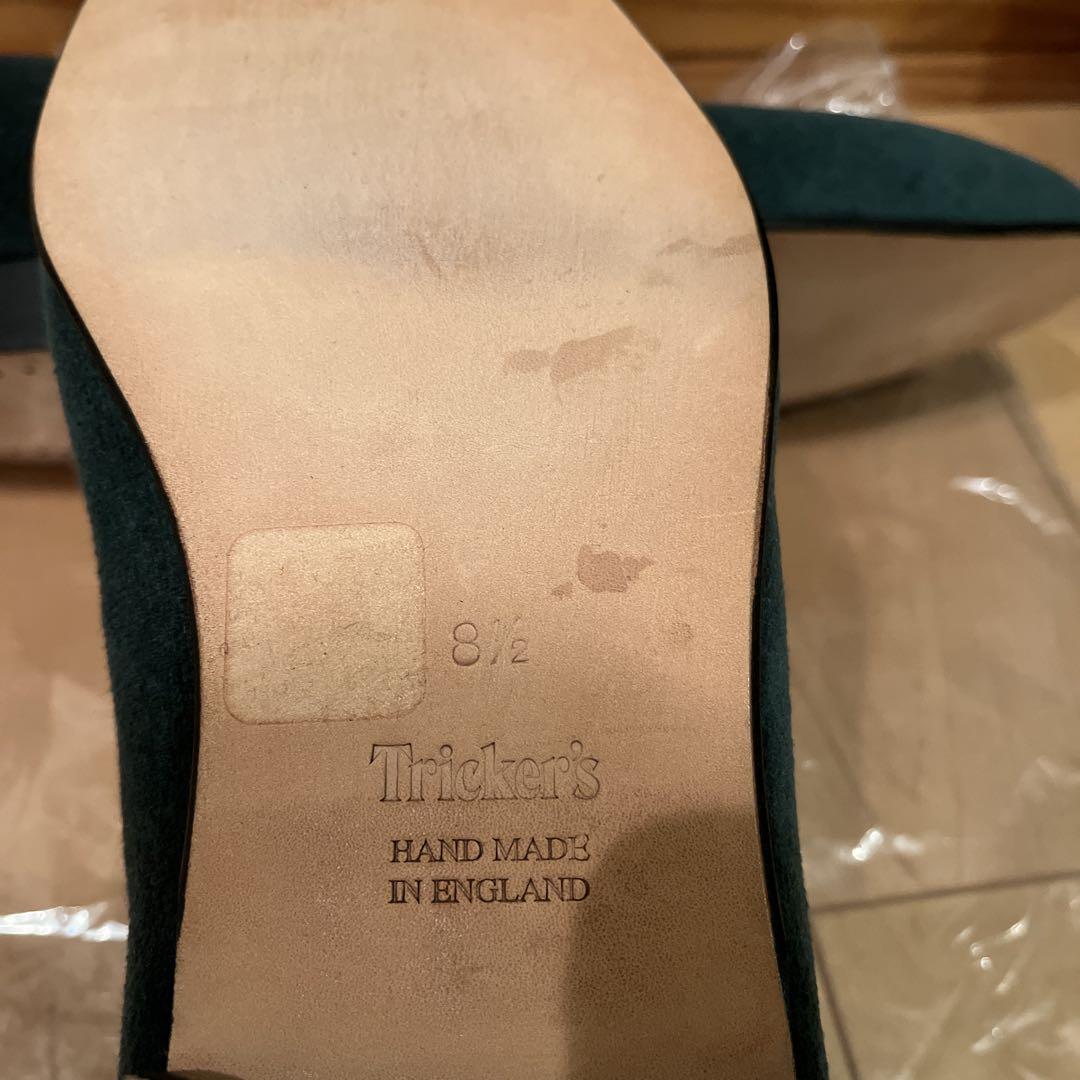 8½
Tricker's
HAND MADE
IN ENGLAND